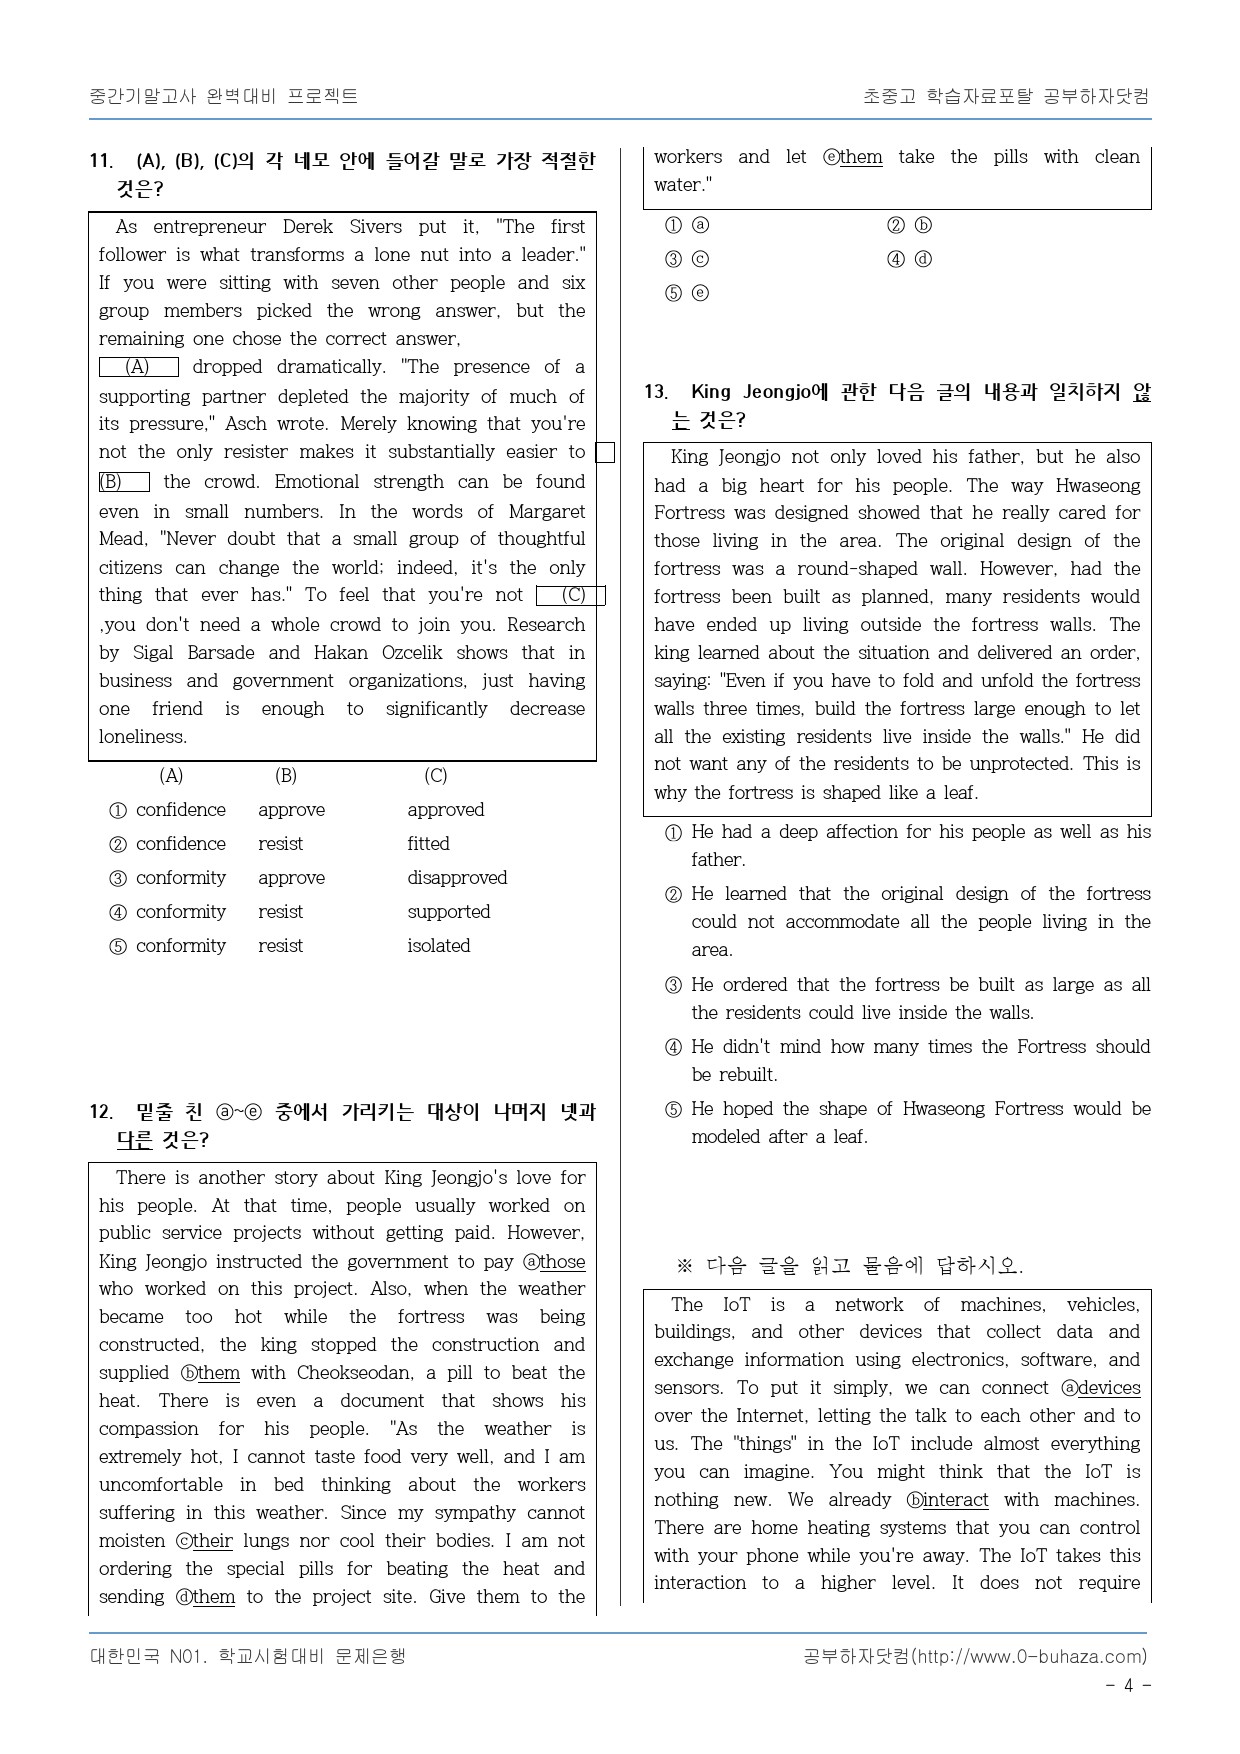 중간기말고사 완벽대비 프로젝트
초중고 학습자료포탈 공부하자닷컴
11. (A), (B), (C)의 각 네모 안에 들어갈 말로 가장 적절한
것은?
As entrepreneur Derek Sivers put it, "The first
follower is what transforms a lone nut into a leader."
If you were sitting with seven other people and six
group members picked the wrong answer, but the
remaining one chose the correct answer,
(A) dropped dramatically. "The presence of a
supporting partner depleted the majority of much of
its pressure," Asch wrote. Merely knowing that you're
not the only resister makes it substantially easier to
(B) the crowd. Emotional strength can be found
even in small numbers. In the words of Margaret
Mead, "Never doubt that a small group of thoughtful
citizens can change the world; indeed, it's the only
thing that ever has." To feel that you're not (C)
,you don't need a whole crowd to join you. Research
by Sigal Barsade and Hakan Ozcelik shows that in
business and government organizations, just having
one friend is enough to significantly decrease
loneliness.
(A) (B) (C)
① confidence approve approved
② confidence resist fitted
③ conformity approve disapproved
④ conformity resist supported
⑤ conformity resist isolated
12. 밑줄 친 ⓐ~ⓔ 중에서 가리키는 대상이 나머지 넷과
다른 것은?
There is another story about King Jeongjo's love for
his people. At that time, people usually worked on
public service projects without getting paid. However,
King Jeongjo instructed the government to pay ⓐthose
who worked on this project. Also, when the weather
became too hot while the fortress was being
constructed, the king stopped the construction and
supplied ⓑthem with Cheokseodan, a pill to beat the
heat. There is even a document that shows his
compassion for his people. "As the weather is
extremely hot, I cannot taste food very well, and I am
uncomfortable in bed thinking about the workers
suffering in this weather. Since my sympathy cannot
moisten ⓒtheir lungs nor cool their bodies. I am not
ordering the special pills for beating the heat and
sending ⓓthem to the project site. Give them to the
workers and let ⓔthem take the pills with clean
water."
① ⓐ ② ⓑ
③ ⓒ ④ ⓓ
⑤ ⓔ
13. King Jeongjo에 관한 다음 글의 내용과 일치하지 않
는 것은?
King Jeongjo not only loved his father, but he also
had a big heart for his people. The way Hwaseong
Fortress was designed showed that he really cared for
those living in the area. The original design of the
fortress was a round-shaped wall. However, had the
fortress been built as planned, many residents would
have ended up living outside the fortress walls. The
king learned about the situation and delivered an order,
saying: "Even if you have to fold and unfold the fortress
walls three times, build the fortress large enough to let
all the existing residents live inside the walls." He did
not want any of the residents to be unprotected. This is
why the fortress is shaped like a leaf.
① He had a deep affection for his people as well as his
father.
② He learned that the original design of the fortress
could not accommodate all the people living in the
area.
③ He ordered that the fortress be built as large as all
the residents could live inside the walls.
④ He didn't mind how many times the Fortress should
be rebuilt.
⑤ He hoped the shape of Hwaseong Fortress would be
modeled after a leaf.
※ 다음 글을 읽고 물음에 답하시오.
The IoT is a network of machines, vehicles,
buildings, and other devices that collect data and
exchange information using electronics, software, and
sensors. To put it simply, we can connect ⓐdevices
over the Internet, letting the talk to each other and to
us. The "things" in the IoT include almost everything
you can imagine. You might think that the IoT is
nothing new. We already ⓑinteract with machines.
There are home heating systems that you can control
with your phone while you're away. The IoT takes this
interaction to a higher level. It does not require
대한민국 N01. 학교시험대비 문제은행
공부하자닷컴(http://www.0-buhaza.com)
- 4 -